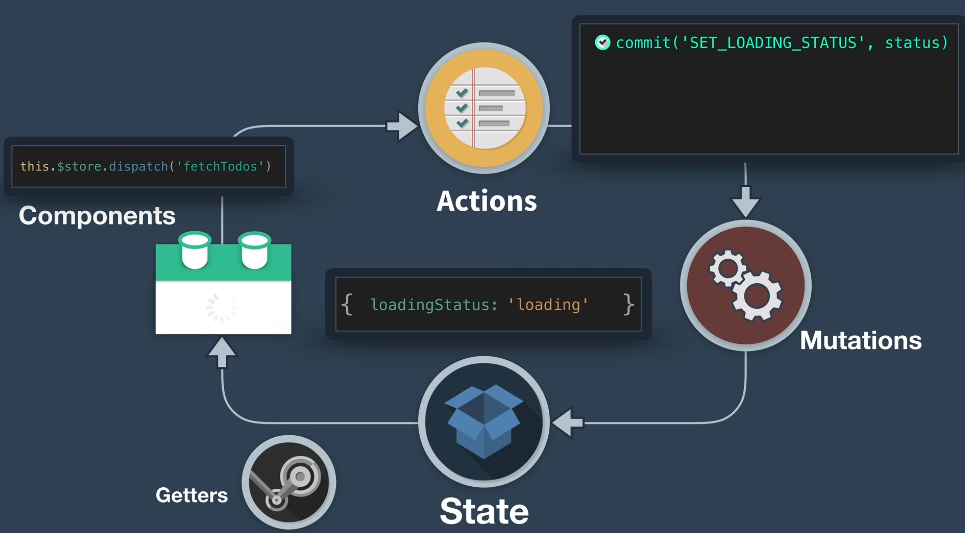 commit('SET_LOADING_STATUS', status)
this.$store.dispatch('fetchTodos')
Actions
Components
{ loadingStatus: 'loading' }
Mutations
Getters
State